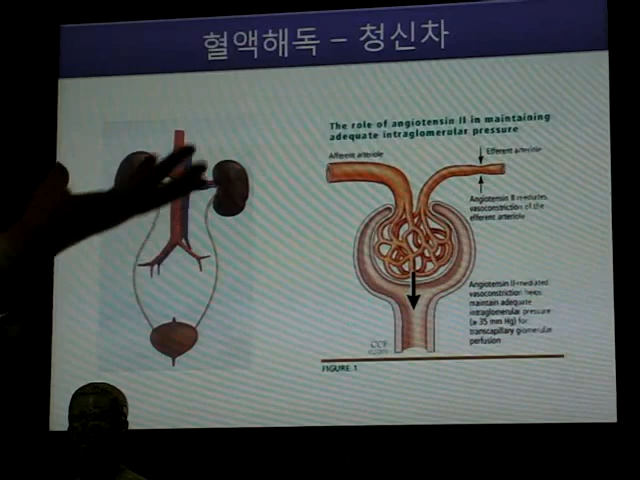 혈액해독 – 청신차
The role of angiotensin II in maintaining
adequate intraglomerular pressure
Afferent arteriole
Efferent arteriole
Angiotensin II mediates
vasoconstriction of the
efferent arteriole
Angiotensin II-mediated
vasoconstriction helps
maintain adequate
intraglomerular pressure
(≥ 35 mm Hg) for
transcapillary glomerular
perfusion
CCF
FIGURE 1